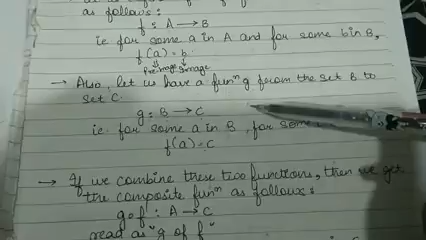 as follows:
f: A → B
ie for some a in A and for some b in B,
f(a) = b
preimage image
→ Also, let us have a funⁿ g from the set B to
set C.
g: B → C
ie. for some a in B, for some
f(a) = C
→ If we combine these two functions, then we get
the composite funⁿ as follows:
gof : A → C
read as "g of f"